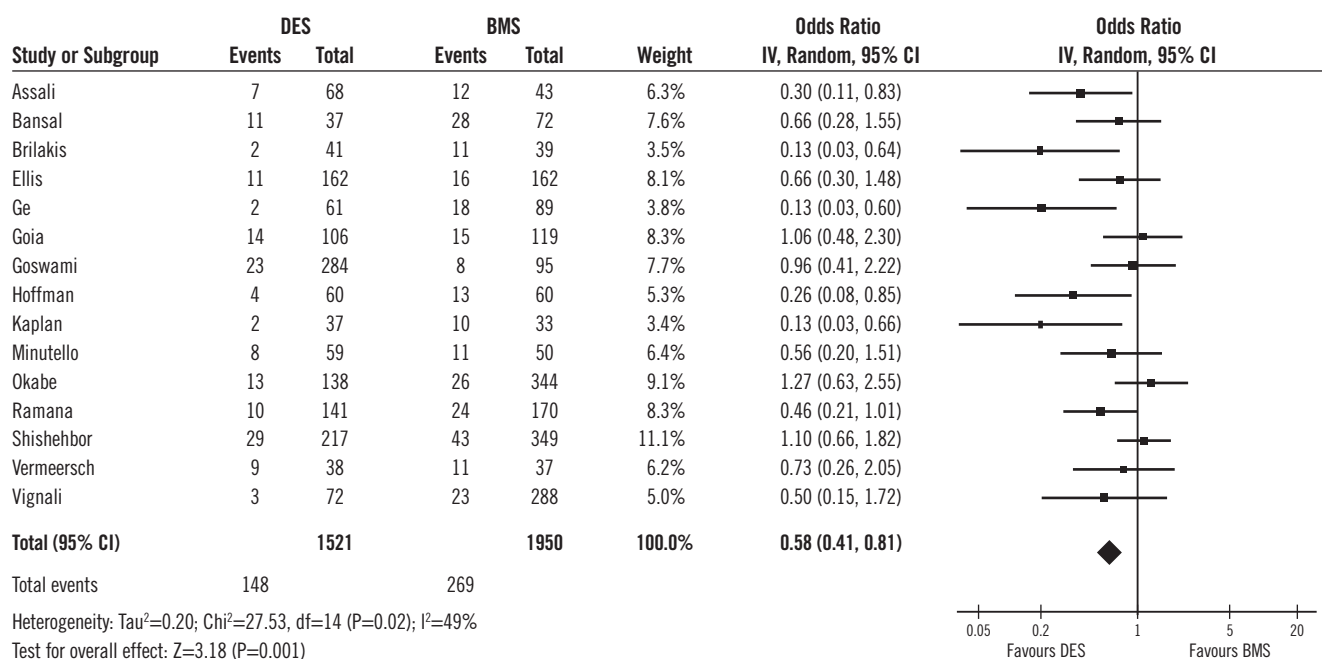 DES BMS Odds Ratio Odds Ratio
Study or Subgroup Events Total Events Total Weight IV, Random, 95% CI IV, Random, 95% CI
Assali 7 68 12 43 6.3% 0.30 (0.11, 0.83)
Bansal 11 37 28 72 7.6% 0.66 (0.28, 1.55)
Brilakis 2 41 11 39 3.5% 0.13 (0.03, 0.64)
Ellis 11 162 16 162 8.1% 0.66 (0.30, 1.48)
Ge 2 61 18 89 3.8% 0.13 (0.03, 0.60)
Goia 14 106 15 119 8.3% 1.06 (0.48, 2.30)
Goswami 23 284 8 95 7.7% 0.96 (0.41, 2.22)
Hoffman 4 60 13 60 5.3% 0.26 (0.08, 0.85)
Kaplan 2 37 10 33 3.4% 0.13 (0.03, 0.66)
Minutello 8 59 11 50 6.4% 0.56 (0.20, 1.51)
Okabe 13 138 26 344 9.1% 1.27 (0.63, 2.55)
Ramana 10 141 24 170 8.3% 0.46 (0.21, 1.01)
Shishehbor 29 217 43 349 11.1% 1.10 (0.66, 1.82)
Vermeersch 9 38 11 37 6.2% 0.73 (0.26, 2.05)
Vignali 3 72 23 288 5.0% 0.50 (0.15, 1.72)
Total (95% CI) 1521 1950 100.0% 0.58 (0.41, 0.81)
Total events 148 269
Heterogeneity: Tau²=0.20; Chi²=27.53, df=14 (P=0.02); I²=49%
Test for overall effect: Z=3.18 (P=0.001)
0.05 0.2 1 5 20
Favours DES Favours BMS